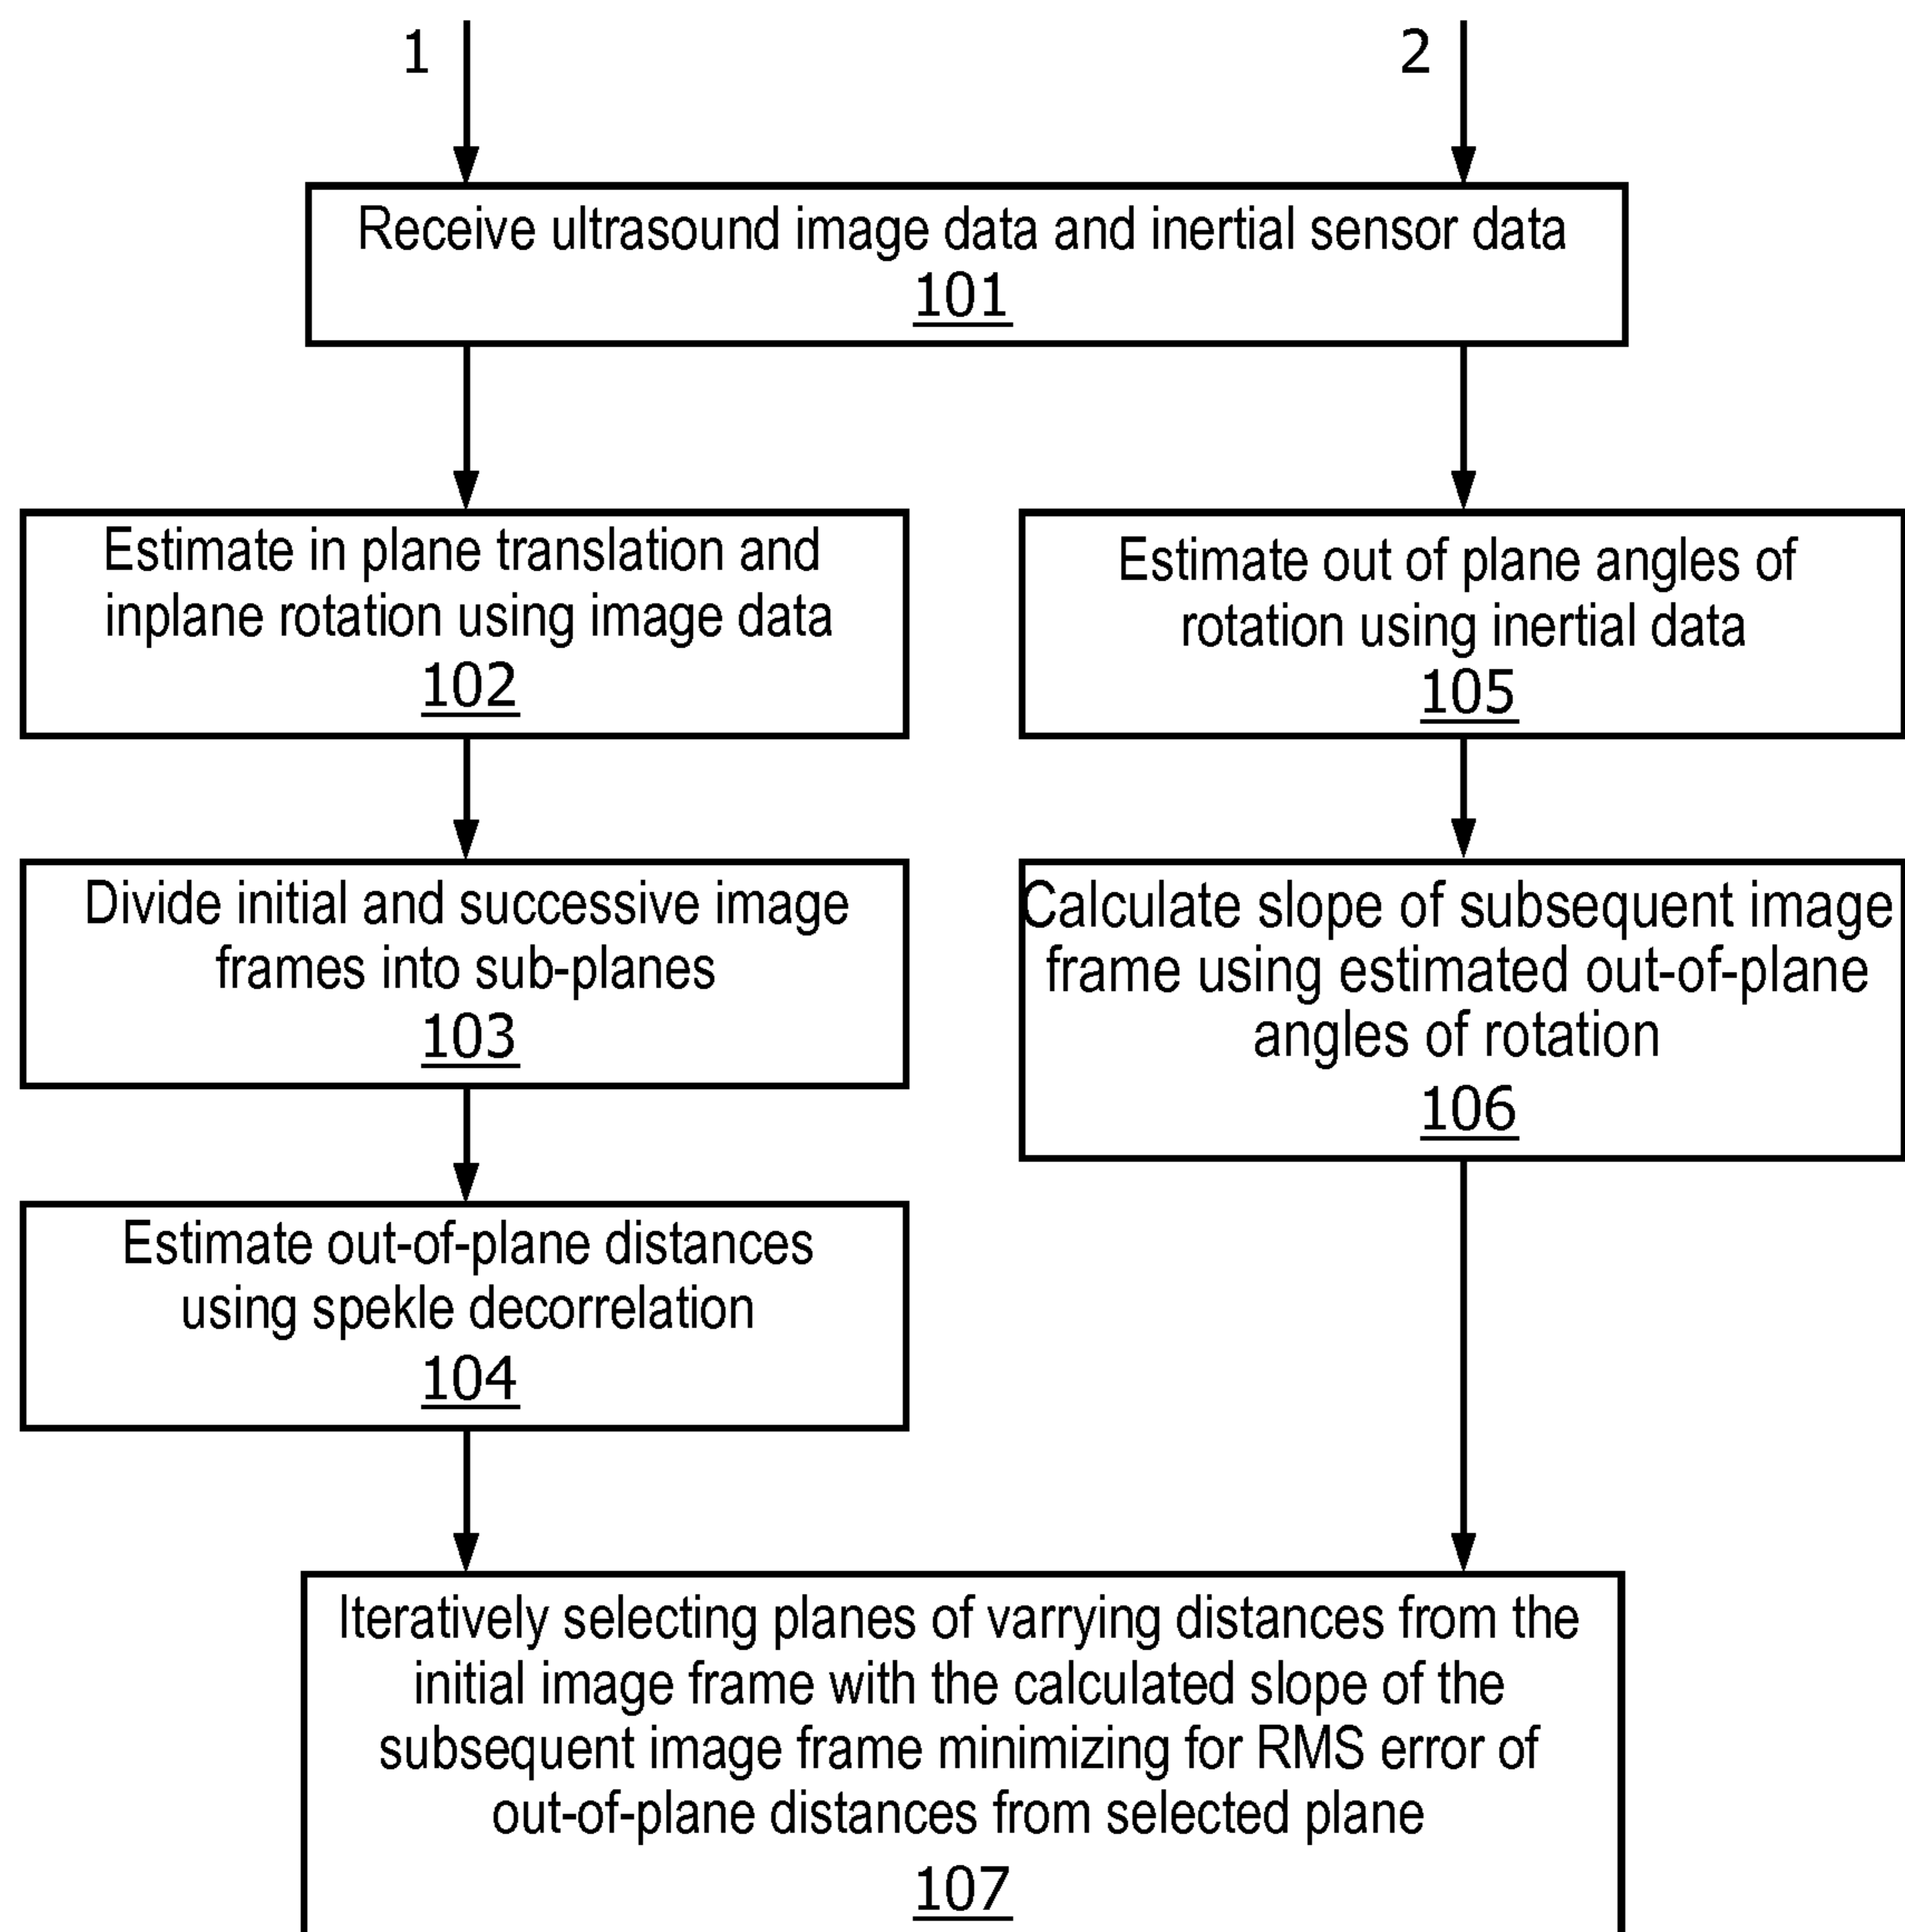 1
2
Receive ultrasound image data and inertial sensor data
101
Estimate in plane translation and
inplane rotation using image data
102
Estimate out of plane angles of
rotation using inertial data
105
Divide initial and successive image
frames into sub-planes
103
Calculate slope of subsequent image
frame using estimated out-of-plane
angles of rotation
106
Estimate out-of-plane distances
using spekle decorrelation
104
Iteratively selecting planes of varrying distances from the
initial image frame with the calculated slope of the
subsequent image frame minimizing for RMS error of
out-of-plane distances from selected plane
107